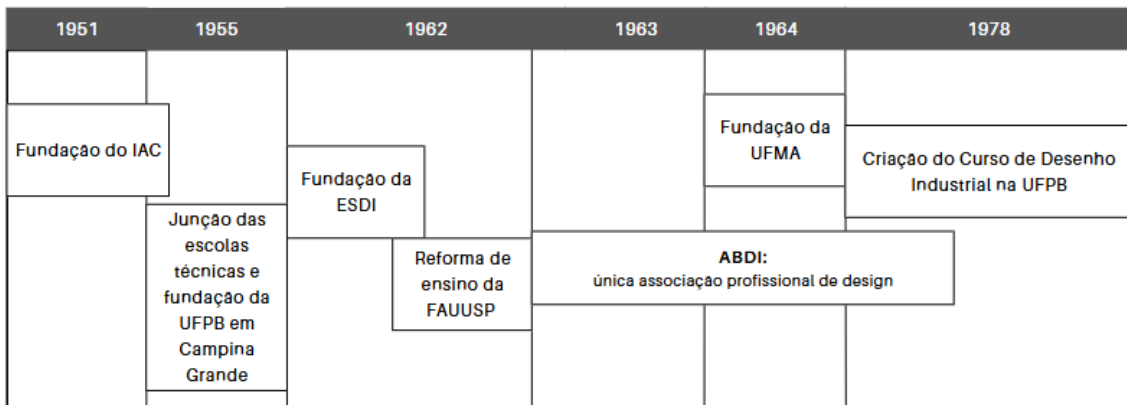 1951
1955
1962
1963
1964
1978
Fundação do IAC
Junção das
escolas
técnicas e
fundação da
UFPB em
Campina
Grande
Fundação da
ESDI
Reforma de
ensino da
FAUUSP
ABDI:
única associação profissional de design
Fundação da
UFMA
Criação do Curso de Desenho
Industrial na UFPB